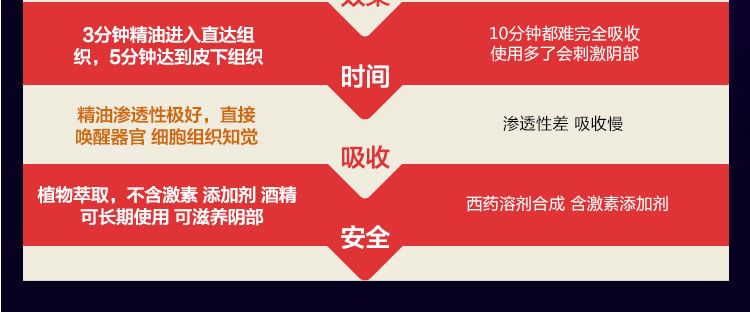 效果
3分钟精油进入直达组
织，5分钟达到皮下组织
时间
10分钟都难完全吸收
使用多了会刺激阴部
精油渗透性极好，直接
唤醒器官 细胞组织知觉
吸收
渗透性差 吸收慢
植物萃取，不含激素 添加剂 酒精
可长期使用 可滋养阴部
安全
西药溶剂合成 含激素添加剂